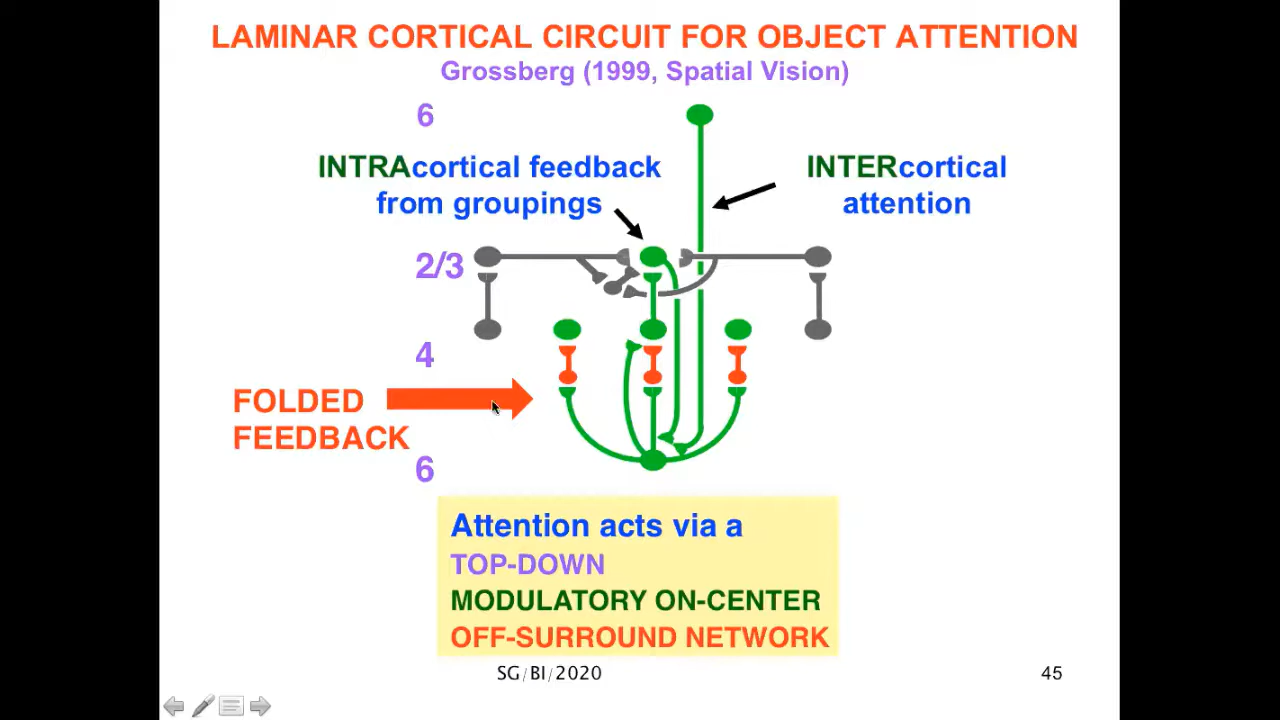 LAMINAR CORTICAL CIRCUIT FOR OBJECT ATTENTION
Grossberg (1999, Spatial Vision)
6
INTRAcortical feedback
from groupings
INTERcortical
attention
2/3
4
FOLDED
FEEDBACK
6
Attention acts via a
TOP-DOWN
MODULATORY ON-CENTER
OFF-SURROUND NETWORK
SG/BI/2020
45